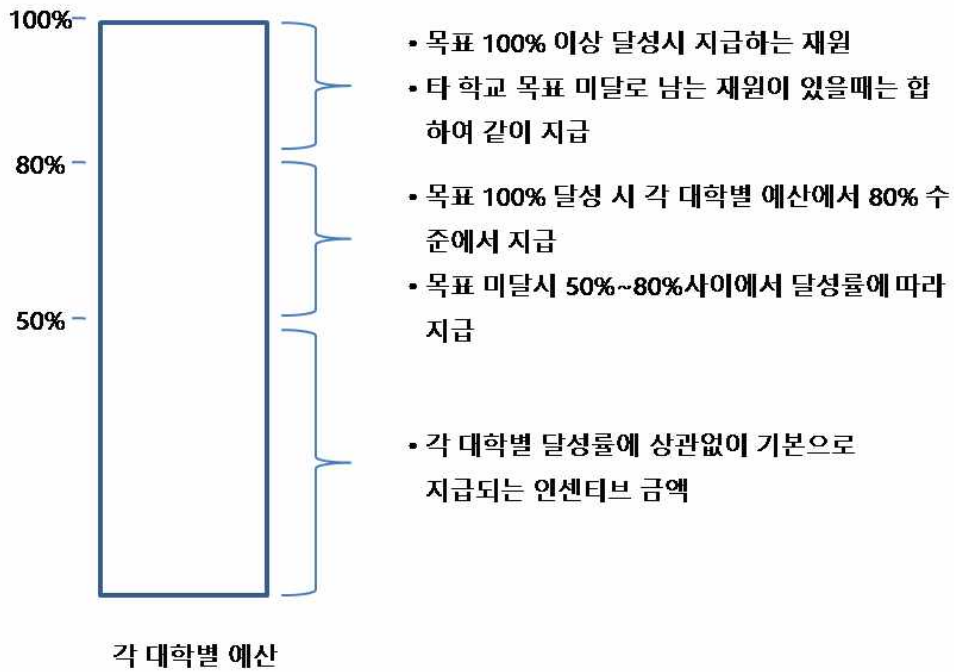 100%
• 목표 100% 이상 달성시 지급하는 재원
• 타 학교 목표 미달로 남는 재원이 있을때는 합
하여 같이 지급
80%
• 목표 100% 달성 시 각 대학별 예산에서 80% 수
준에서 지급
• 목표 미달시 50%~80%사이에서 달성률에 따라
지급
50%
• 각 대학별 달성률에 상관없이 기본으로
지급되는 인센티브 금액
각 대학별 예산